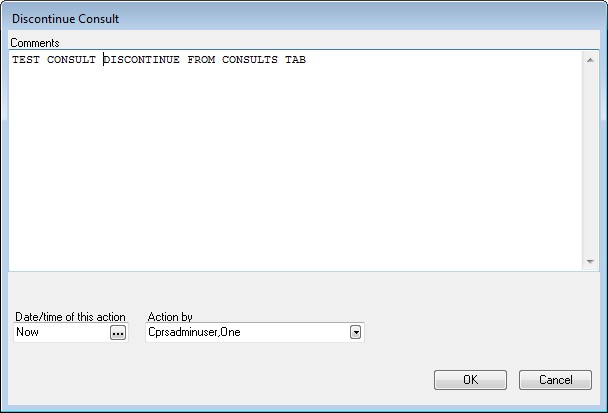 Discontinue Consult
Comments
TEST CONSULT DISCONTINUE FROM CONSULTS TAB
Date/time of this action Action by
Now ... Cprsadminuser,One
OK Cancel